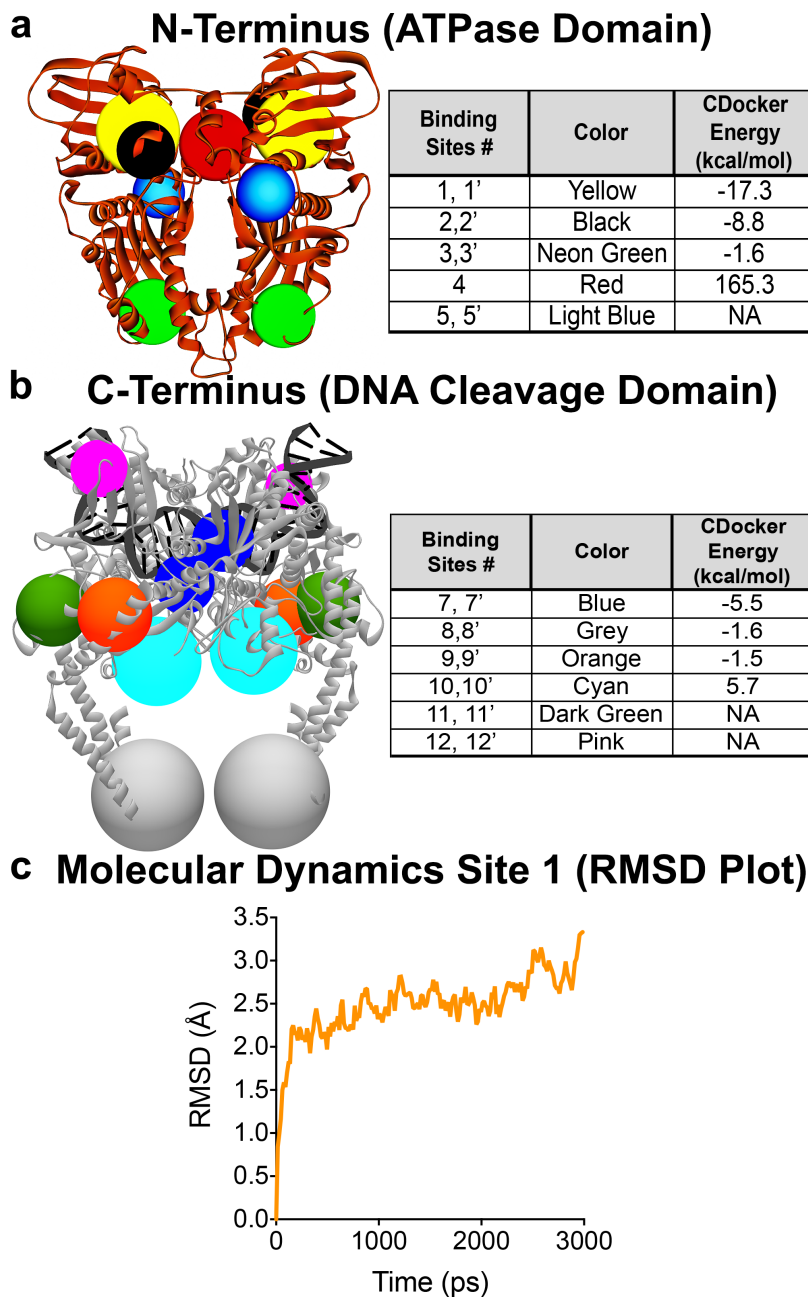 a N-Terminus (ATPase Domain)
Binding Sites # Color CDocker Energy (kcal/mol)
1, 1’ Yellow -17.3
2,2’ Black -8.8
3,3’ Neon Green -1.6
4 Red 165.3
5, 5’ Light Blue NA
b C-Terminus (DNA Cleavage Domain)
Binding Sites # Color CDocker Energy (kcal/mol)
7, 7’ Blue -5.5
8,8’ Grey -1.6
9,9’ Orange -1.5
10,10’ Cyan 5.7
11, 11’ Dark Green NA
12, 12’ Pink NA
c Molecular Dynamics Site 1 (RMSD Plot)
RMSD (Å)
3.5
3.0
2.5
2.0
1.5
1.0
0.5
0.0
0 1000 2000 3000
Time (ps)